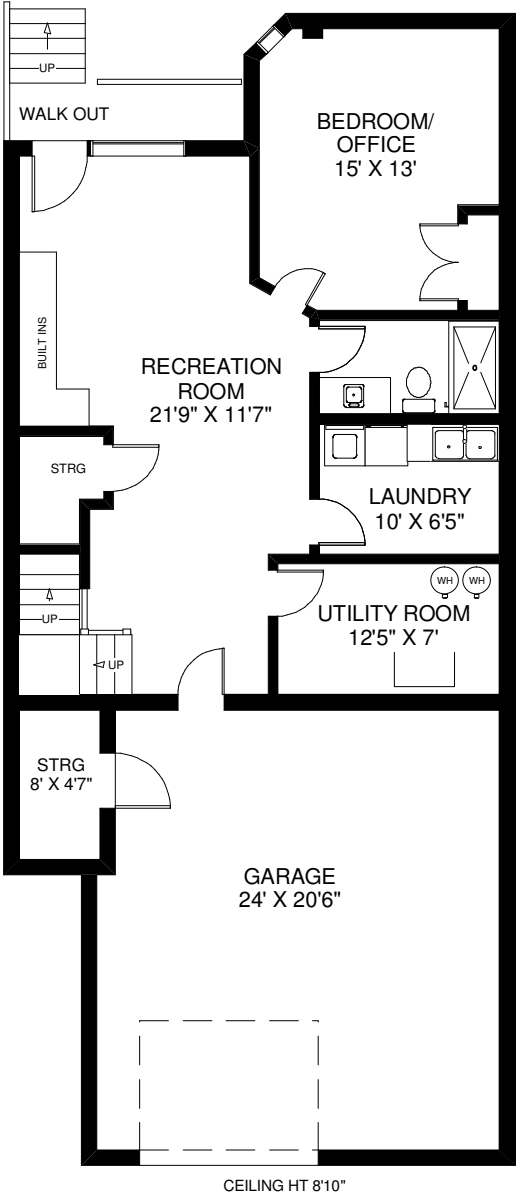 UP
WALK OUT
BEDROOM/
OFFICE
15' X 13'
BUILT INS
RECREATION
ROOM
21'9" X 11'7"
STRG
LAUNDRY
10' X 6'5"
WH WH
UP
UTILITY ROOM
12'5" X 7'
UP
STRG
8' X 4'7"
GARAGE
24' X 20'6"
CEILING HT 8'10"